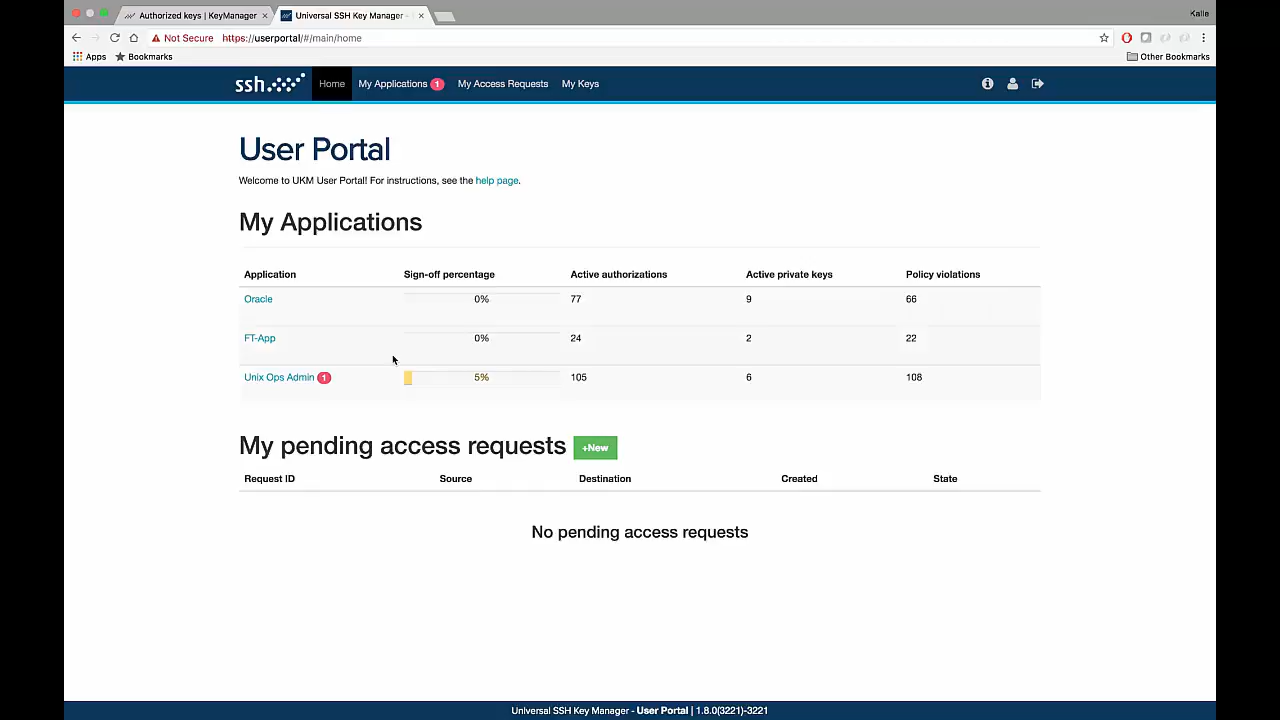 Authorized keys | KeyManager
Universal SSH Key Manager -
Kalle
Not Secure https://userportal/#/main/home
Apps Bookmarks Other Bookmarks
ssh Home My Applications 1 My Access Requests My Keys
User Portal
Welcome to UKM User Portal! For instructions, see the help page.
My Applications
Application Sign-off percentage Active authorizations Active private keys Policy violations
Oracle 0% 77 9 66
FT-App 0% 24 2 22
Unix Ops Admin 1 5% 105 6 108
My pending access requests +New
Request ID Source Destination Created State
No pending access requests
Universal SSH Key Manager - User Portal | 1.8.0(3221)-3221